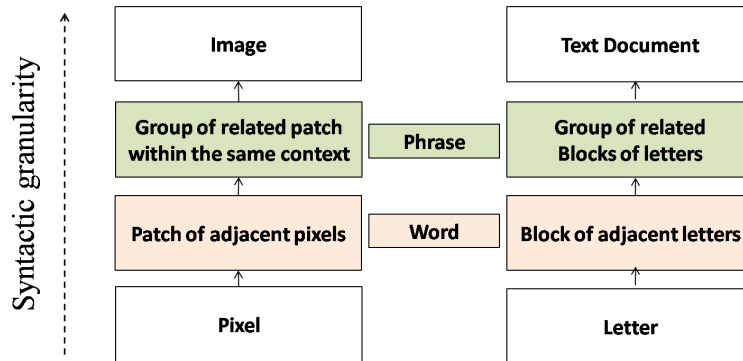 Syntactic granularity
Image
Text Document
Group of related patch
within the same context
Phrase
Group of related
Blocks of letters
Patch of adjacent pixels
Word
Block of adjacent letters
Pixel
Letter